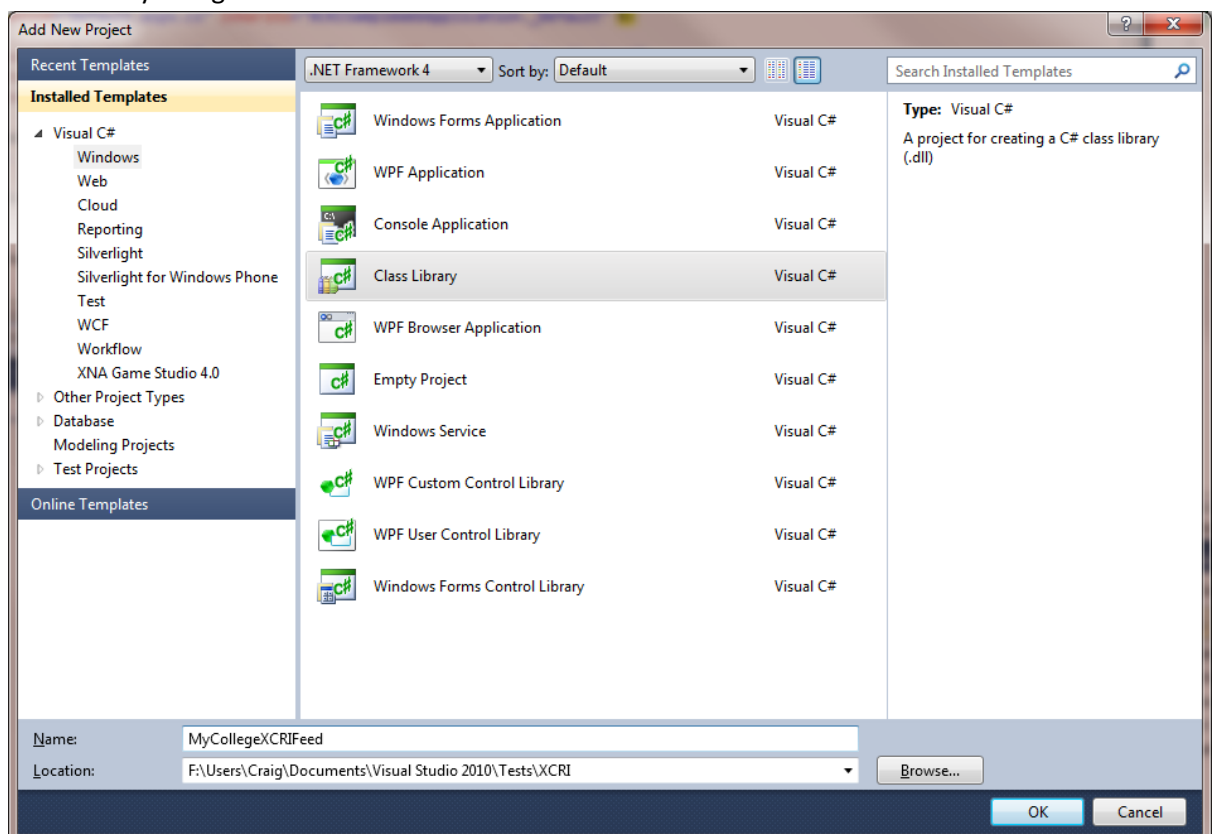 Add New Project
Recent Templates
Installed Templates
Visual C#
Windows
Web
Cloud
Reporting
Silverlight
Silverlight for Windows Phone
Test
WCF
Workflow
XNA Game Studio 4.0
Other Project Types
Database
Modeling Projects
Test Projects
Online Templates
.NET Framework 4 Sort by: Default
Windows Forms Application Visual C#
WPF Application Visual C#
Console Application Visual C#
Class Library Visual C#
WPF Browser Application Visual C#
Empty Project Visual C#
Windows Service Visual C#
WPF Custom Control Library Visual C#
WPF User Control Library Visual C#
Windows Forms Control Library Visual C#
Search Installed Templates
Type: Visual C#
A project for creating a C# class library
(.dll)
Name: MyCollegeXCRIFeed
Location: F:\Users\Craig\Documents\Visual Studio 2010\Tests\XCRI Browse...
OK Cancel